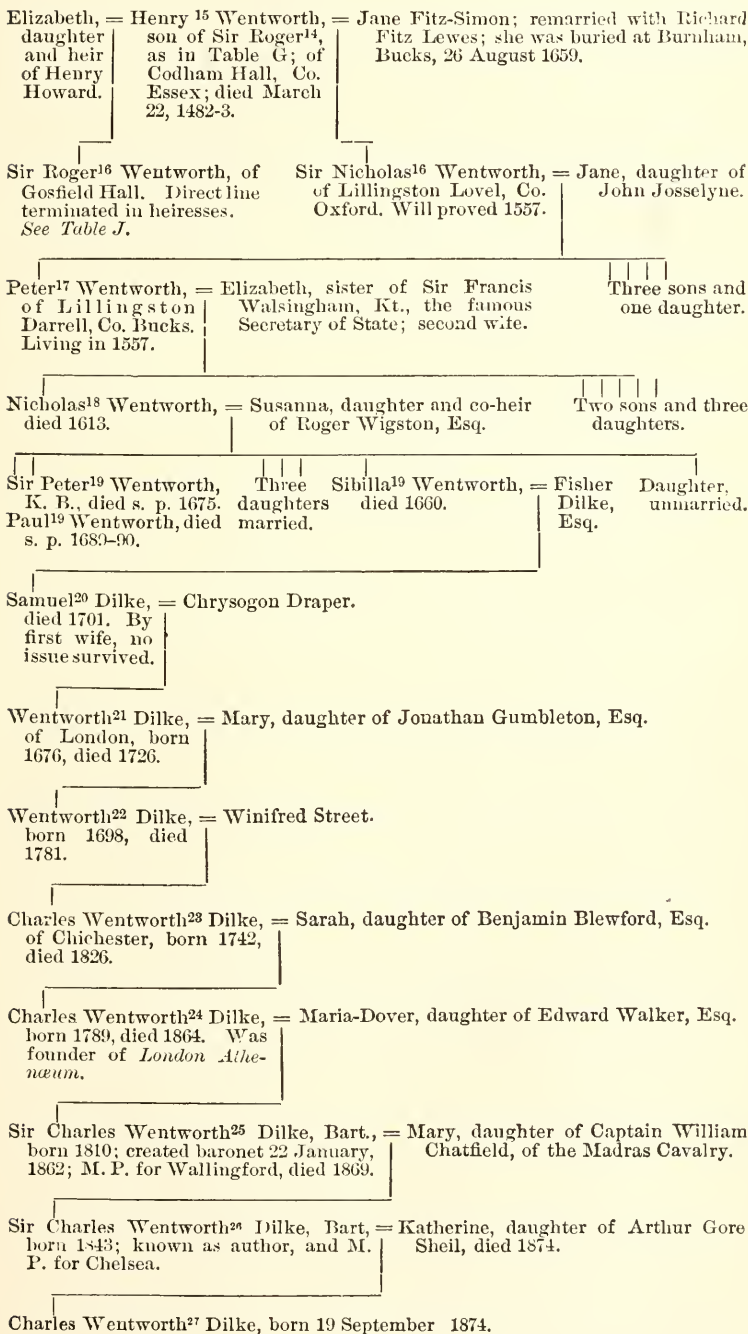 Elizabeth, = Henry ¹⁵ Wentworth, = Jane Fitz-Simon; remarried with Richard
daughter son of Sir Roger¹⁴, Fitz Lewes; she was buried at Burnham,
and heir as in Table G; of Bucks, 26 August 1659.
of Henry Codham Hall, Co.
Howard. Essex; died March
22, 1482-3.
Sir Roger¹⁶ Wentworth, of Sir Nicholas¹⁶ Wentworth, = Jane, daughter of
Gosfield Hall. Direct line of Lillingston Lovel, Co. John Josselyne.
terminated in heiresses. Oxford. Will proved 1557.
See Table J.
Peter¹⁷ Wentworth, = Elizabeth, sister of Sir Francis Three sons and
of Lillingston Walsingham, Kt., the famous one daughter.
Darrell, Co. Bucks. Secretary of State; second wife.
Living in 1557.
Nicholas¹⁸ Wentworth, = Susanna, daughter and co-heir Two sons and three
died 1613. of Roger Wigston, Esq. daughters.
Sir Peter¹⁹ Wentworth, Three Sibilla¹⁹ Wentworth, = Fisher Daughter,
K. B., died s. p. 1675. daughters died 1660. Dilke, unmarried.
Paul¹⁹ Wentworth, died married. Esq.
s. p. 1689-90.
Samuel²⁰ Dilke, = Chrysogon Draper.
died 1701. By
first wife, no
issue survived.
Wentworth²¹ Dilke, = Mary, daughter of Jonathan Gumbleton, Esq.
of London, born
1676, died 1726.
Wentworth²² Dilke, = Winifred Street.
born 1698, died
1781.
Charles Wentworth²³ Dilke, = Sarah, daughter of Benjamin Blewford, Esq.
of Chichester, born 1742,
died 1826.
Charles Wentworth²⁴ Dilke, = Maria-Dover, daughter of Edward Walker, Esq.
born 1789, died 1864. Was
founder of London Athe-
næum.
Sir Charles Wentworth²⁵ Dilke, Bart., = Mary, daughter of Captain William
born 1810; created baronet 22 January, Chatfield, of the Madras Cavalry.
1862; M. P. for Wallingford, died 1869.
Sir Charles Wentworth²⁶ Dilke, Bart, = Katherine, daughter of Arthur Gore
born 1843; known as author, and M. Sheil, died 1874.
P. for Chelsea.
Charles Wentworth²⁷ Dilke, born 19 September 1874.